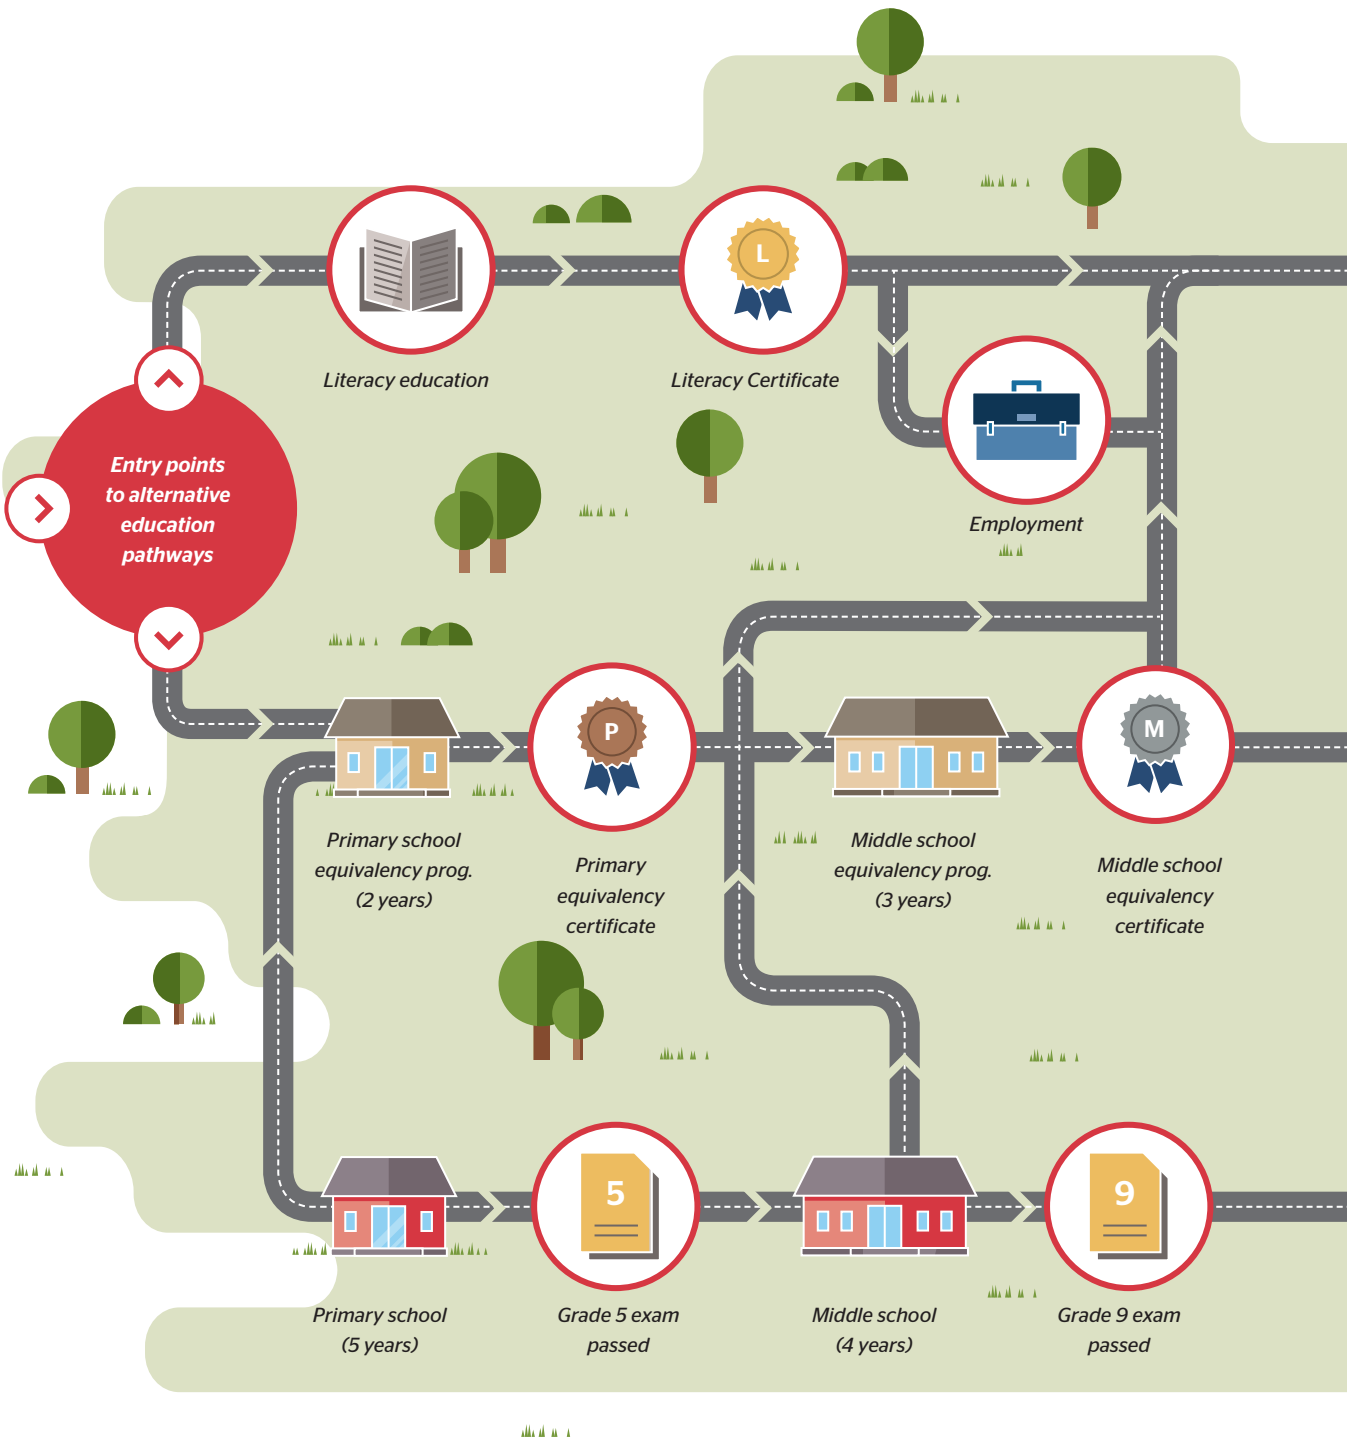 L
Literacy education
Literacy Certificate
Entry points
to alternative
education
pathways
Employment
P
M
Primary school
equivalency prog.
(2 years)
Primary
equivalency
certificate
Middle school
equivalency prog.
(3 years)
Middle school
equivalency
certificate
5
9
Primary school
(5 years)
Grade 5 exam
passed
Middle school
(4 years)
Grade 9 exam
passed